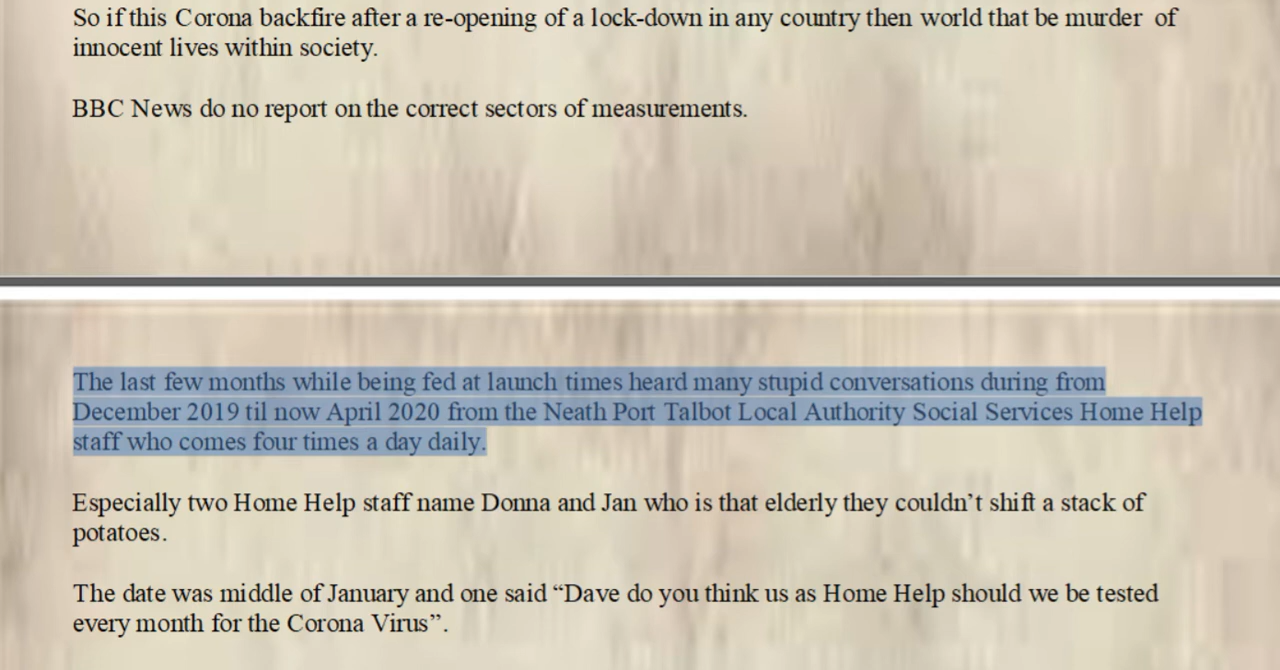 So if this Corona backfire after a re-opening of a lock-down in any country then world that be murder of
innocent lives within society.
BBC News do no report on the correct sectors of measurements.
The last few months while being fed at launch times heard many stupid conversations during from
December 2019 til now April 2020 from the Neath Port Talbot Local Authority Social Services Home Help
staff who comes four times a day daily.
Especially two Home Help staff name Donna and Jan who is that elderly they couldn’t shift a stack of
potatoes.
The date was middle of January and one said “Dave do you think us as Home Help should we be tested
every month for the Corona Virus”.